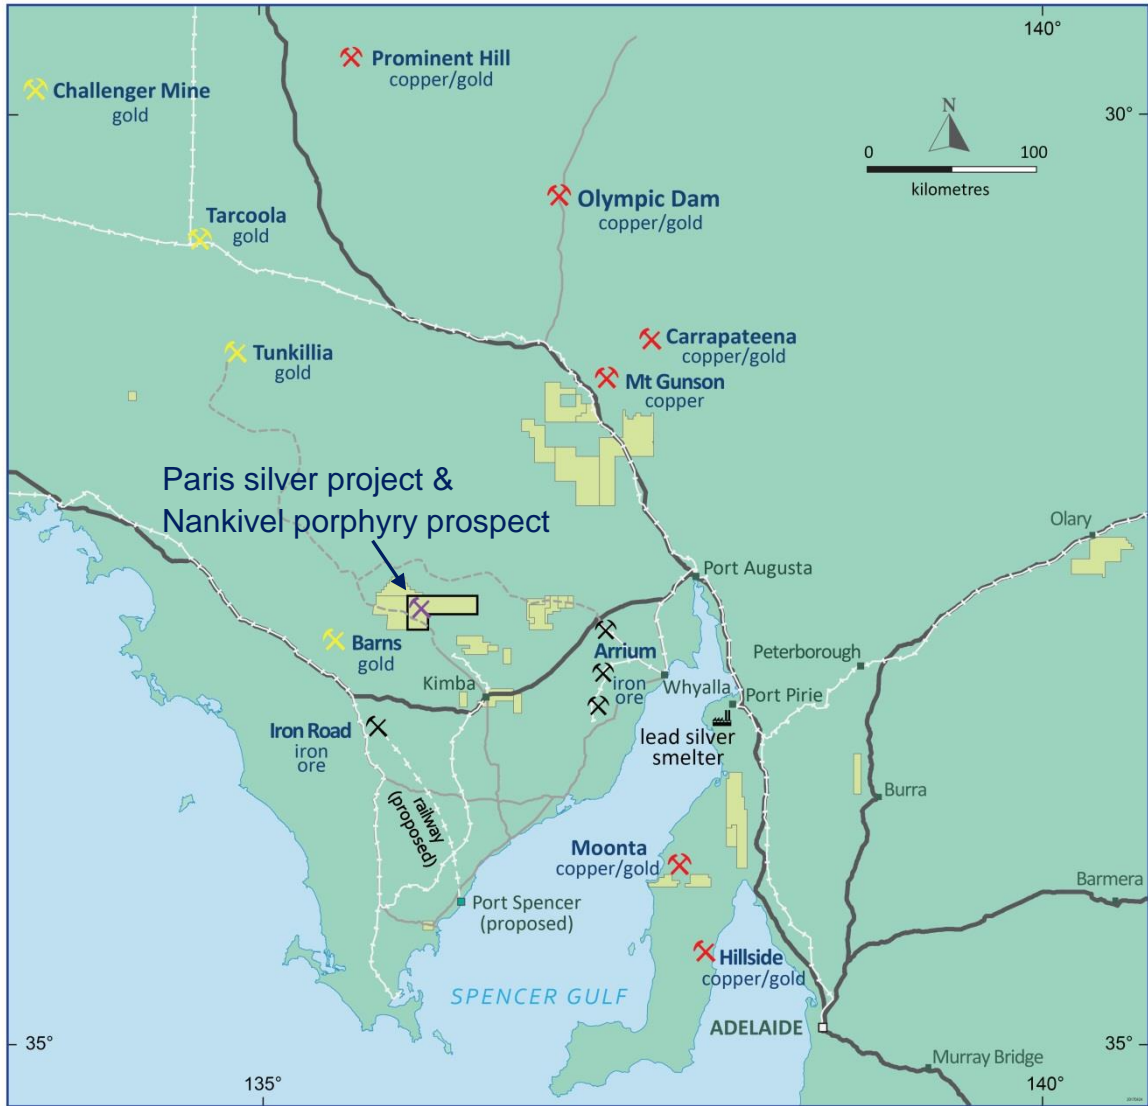 140°
Prominent Hill
copper/gold
Challenger Mine
gold
30°
N
0
100
kilometres
Olympic Dam
copper/gold
Tarcoola
gold
Carrapateena
copper/gold
Tunkillia
gold
Mt Gunson
copper
Paris silver project &
Nankivel porphyry prospect
Olary
Port Augusta
Barns
gold
Arrium
iron
ore
Peterborough
Kimba
Whyalla
Port Pirie
Iron Road
iron
ore
lead silver
smelter
railway
(proposed)
Burra
Moonta
copper/gold
Barmera
Port Spencer
(proposed)
Hillside
copper/gold
SPENCER GULF
ADELAIDE
35°
35°
Murray Bridge
135°
140°